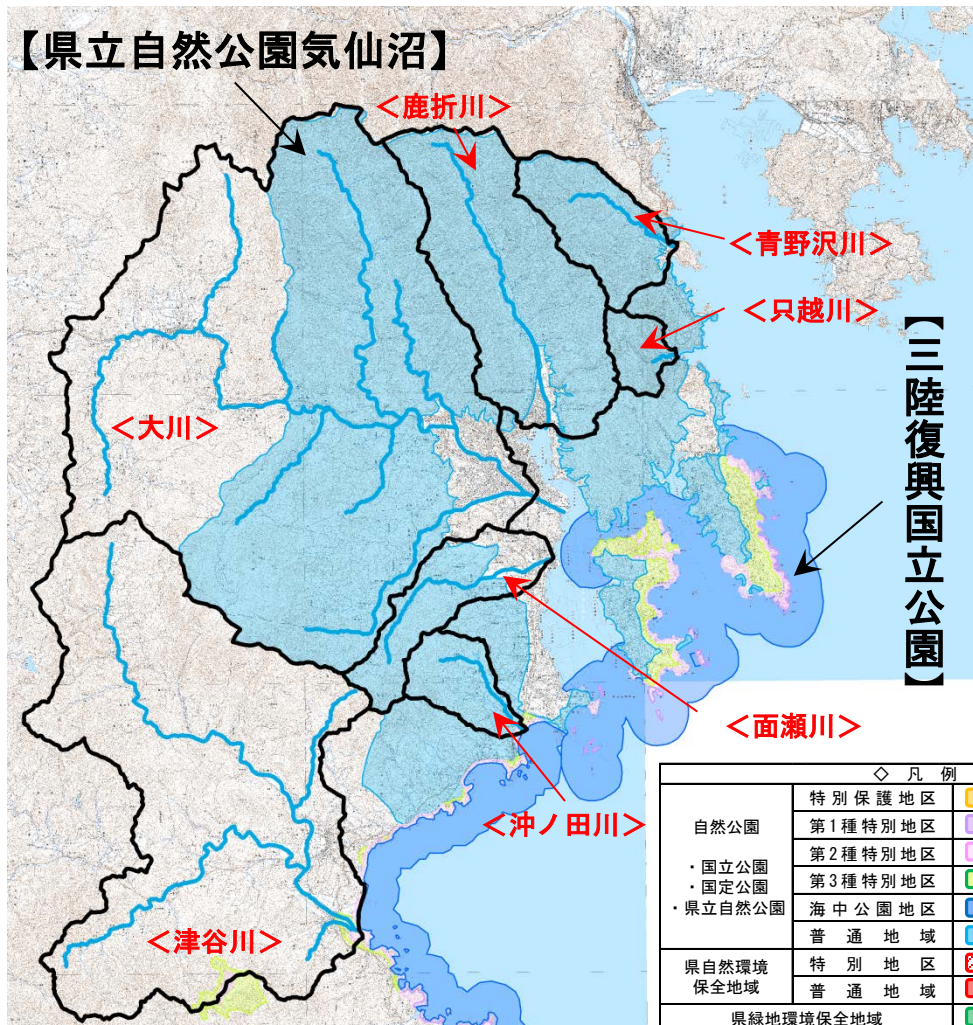 【県立自然公園気仙沼】
＜鹿折川＞
＜青野沢川＞
＜只越川＞
【三陸復興国立公園】
＜大川＞
＜面瀬川＞
＜沖ノ田川＞
＜津谷川＞
◇ 凡 例
自然公園
・国立公園
・国定公園
・県立自然公園
特別保護地区
第１種特別地区
第２種特別地区
第３種特別地区
海中公園地区
普通地域
県自然環境
保全地域
特別地区
普通地域
県緑地環境保全地域